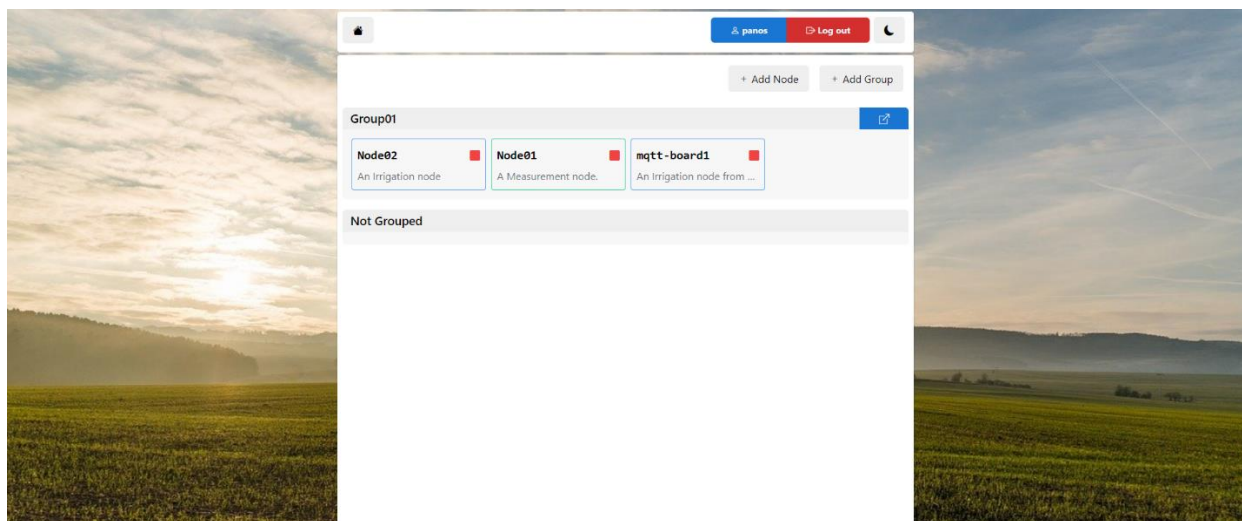 panos Log out
+ Add Node + Add Group
Group01
Node02 Node01 mqtt-board1
An Irrigation node A Measurement node. An Irrigation node from ...
Not Grouped